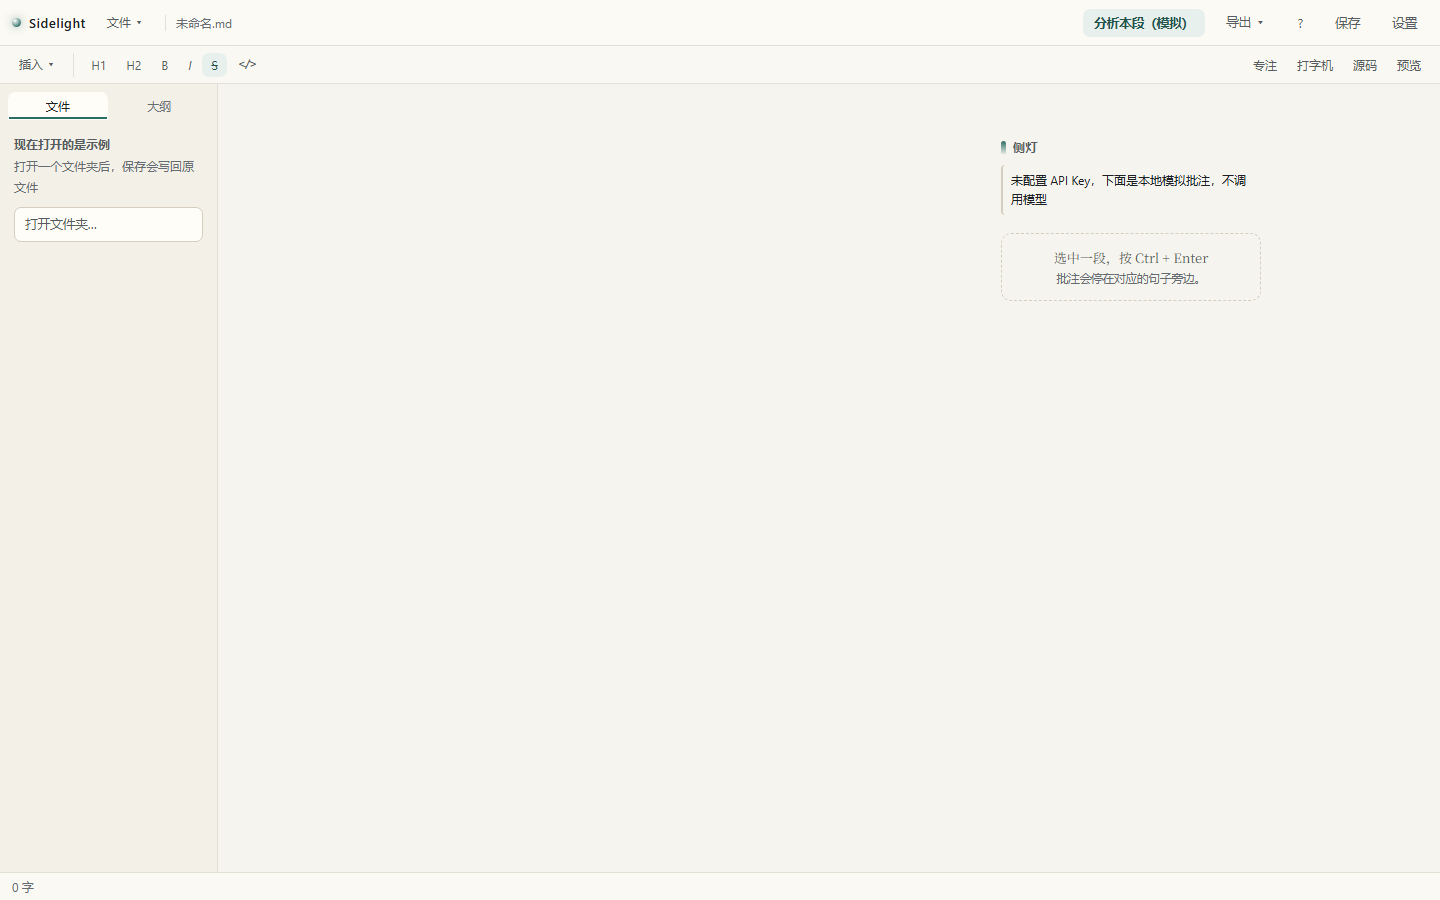 Sidelight 文件 未命名.md 分析本段（模拟） 导出 ? 保存 设置
插入 H1 H2 B I S </> 专注 打字机 源码 预览
文件 大纲
现在打开的是示例
打开一个文件夹后，保存会写回原
文件
打开文件夹...
侧灯
未配置 API Key，下面是本地模拟批注，不调
用模型
选中一段，按 Ctrl + Enter
批注会停在对应的句子旁边。
0 字